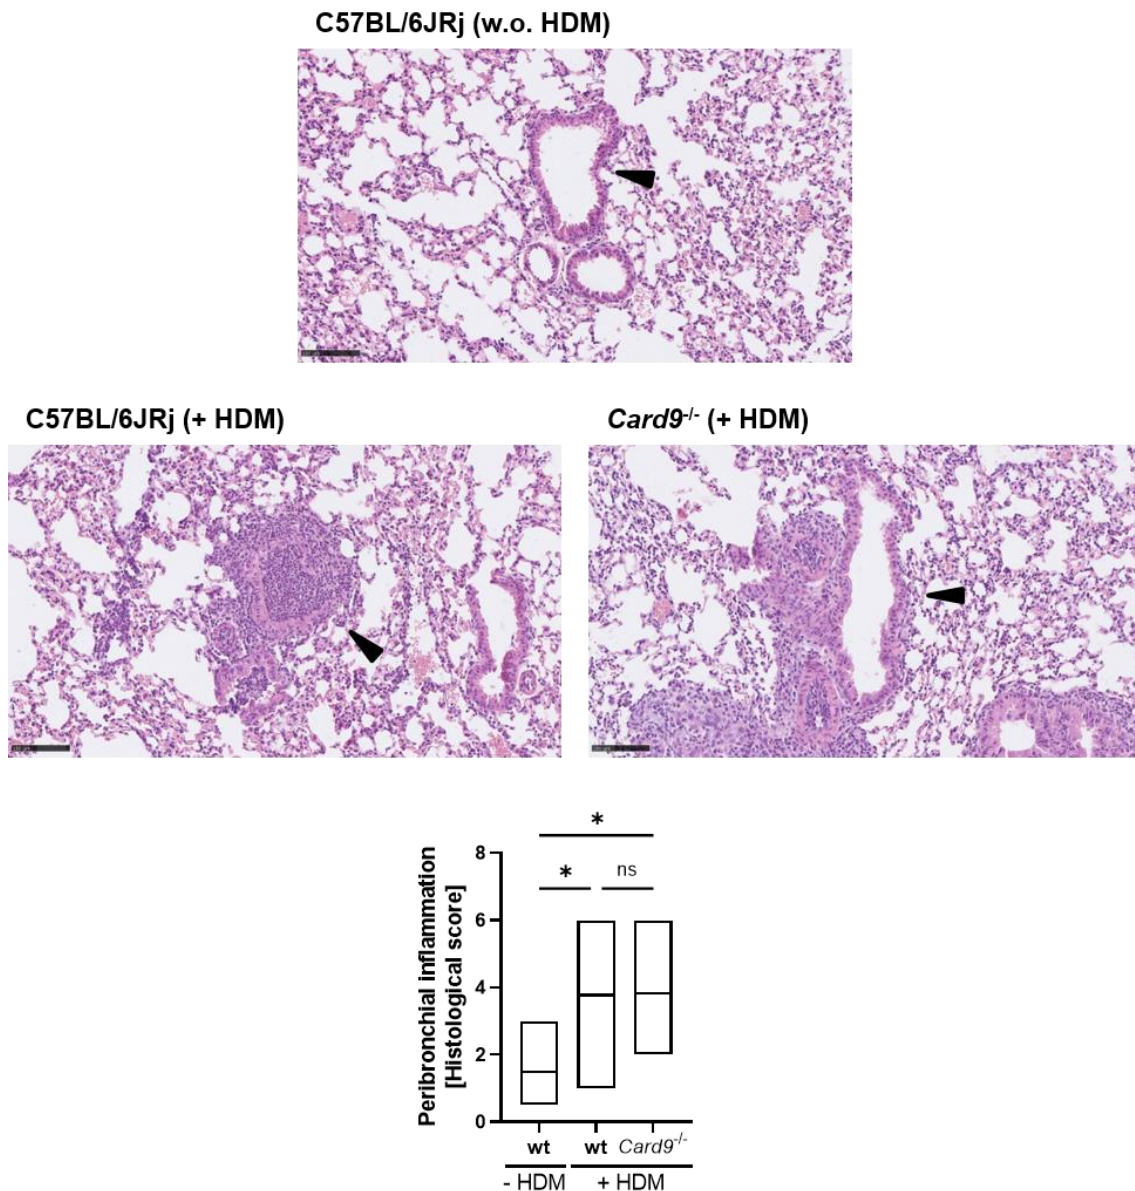 C57BL/6JRj (w.o. HDM)
C57BL/6JRj (+ HDM)
Card9-/- (+ HDM)
*
* ns
8
6
4
2
0
Peribronchial inflammation
[Histological score]
wt wt Card9-/-
- HDM + HDM